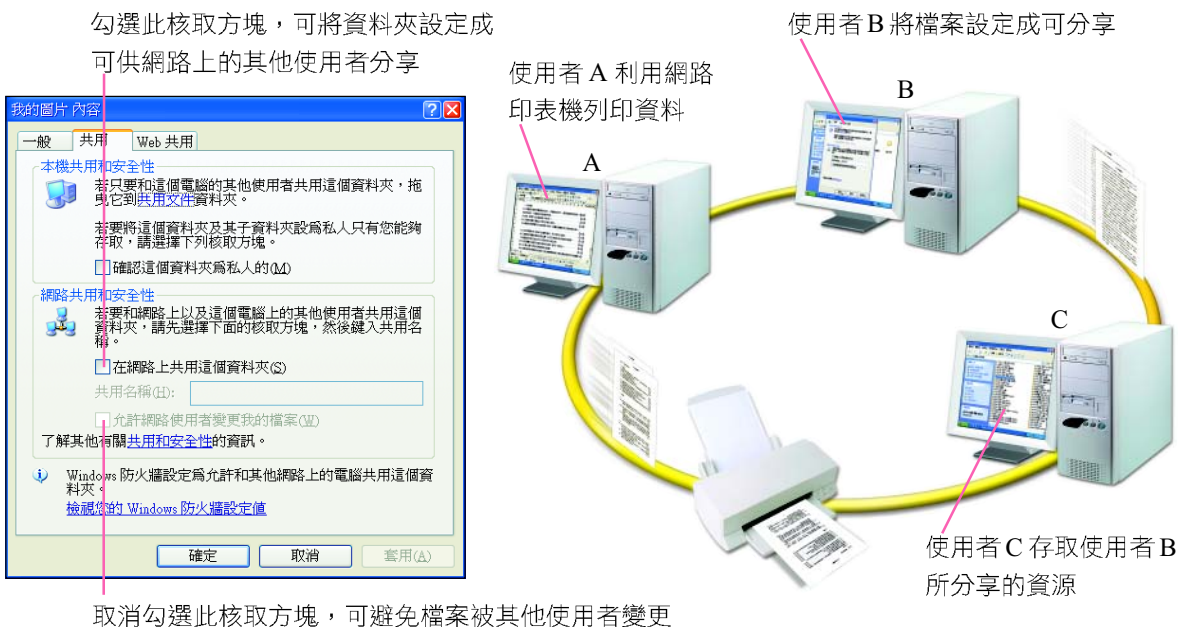 勾選此核取方塊，可將資料夾設定成
可供網路上的其他使用者分享
我的圖片 內容
一般
共用
Web 共用
本機共用和安全性
若只要和這個電腦的其他使用者共用這個資料夾，拖
曳它到共用文件資料夾。
若要將這個資料夾及其子資料夾設為私人只有您能夠
存取，請選擇下列核取方塊。
確認這個資料夾為私人的(M)
網路共用和安全性
若要和網路上以及這個電腦上的其他使用者共用這個
資料夾，請先選擇下面的核取方塊，然後鍵入共用名
稱。
在網路上共用這個資料夾(S)
共用名稱(H):
允許網路使用者變更我的檔案(W)
了解其他有關共用和安全性的資訊。
Windows 防火牆設定為允許和其他網路上的電腦共用這個資
料夾。
檢視您的 Windows 防火牆設定值
確定
取消
套用(A)
取消勾選此核取方塊，可避免檔案被其他使用者變更
使用者 A 利用網路
印表機列印資料
A
使用者 B 將檔案設定成可分享
B
C
使用者 C 存取使用者 B
所分享的資源